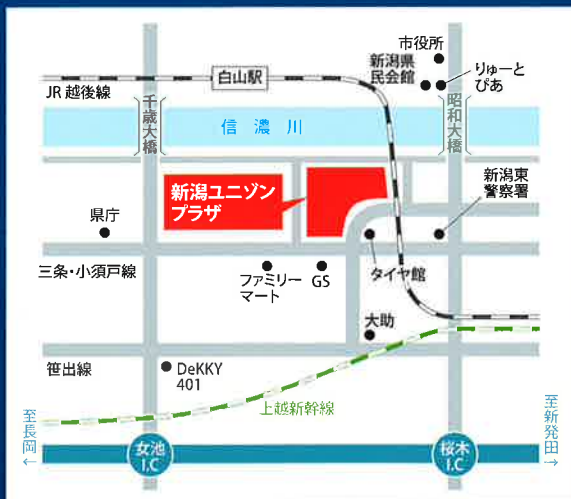 市役所
新潟県
民会館
りゅーと
ぴあ
白山駅
JR 越後線
千歳大橋
昭和大橋
信濃川
新潟ユニゾン
プラザ
新潟東
警察署
県庁
三条・小須戸線
ファミリー
マート
GS
タイヤ館
大助
笹出線
DeKKY
401
上越新幹線
至長岡←
女池
I.C
桜木
I.C
至新発田→